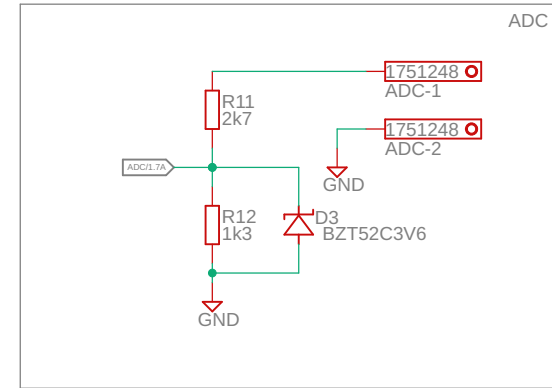 ADC
1751248
ADC-1
R11
2k7
1751248
ADC-2
ADC/1.7A
GND
R12
1k3
D3
BZT52C3V6
GND